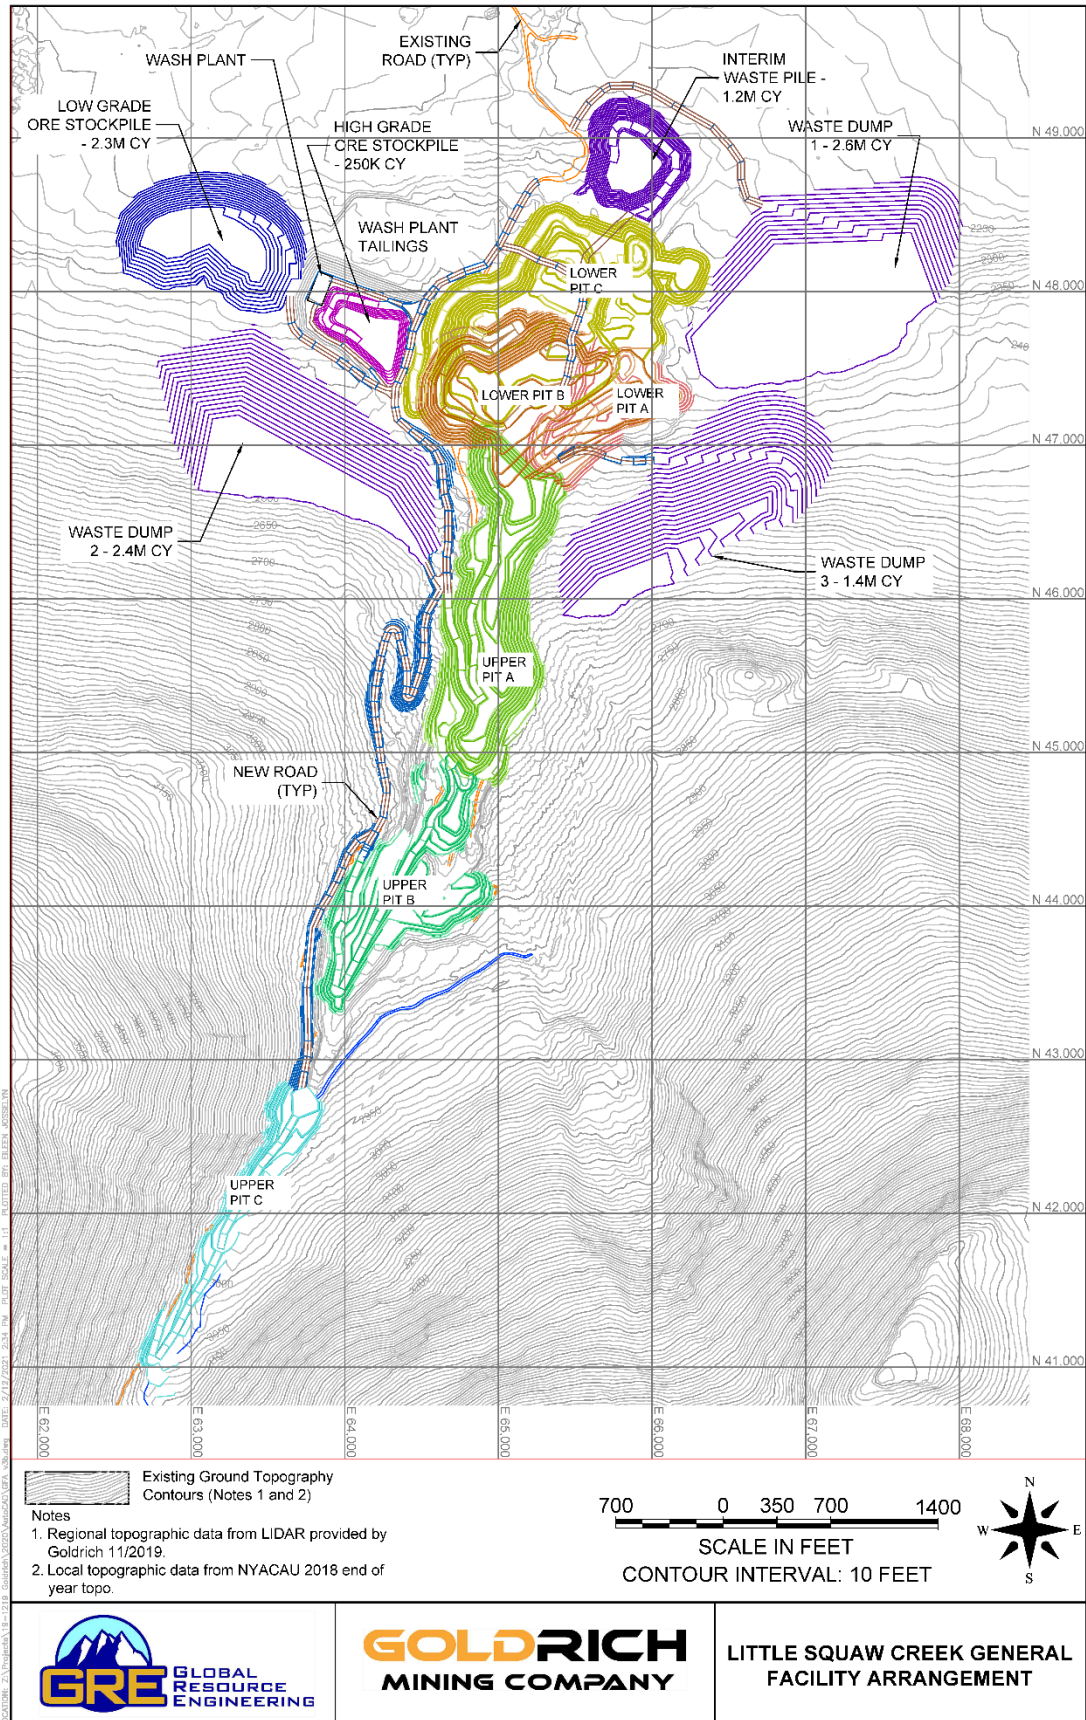 EXISTING
ROAD (TYP)
WASH PLANT
INTERIM
WASTE PILE -
1.2M CY
LOW GRADE
ORE STOCKPILE
- 2.3M CY
HIGH GRADE
ORE STOCKPILE
- 250K CY
WASTE DUMP
1 - 2.6M CY
N 49,000
WASH PLANT
TAILINGS
LOWER
PIT C
N 48,000
LOWER PIT B
LOWER
PIT A
N 47,000
WASTE DUMP
2 - 2.4M CY
WASTE DUMP
3 - 1.4M CY
N 46,000
UPPER
PIT A
N 45,000
NEW ROAD
(TYP)
UPPER
PIT B
N 44,000
N 43,000
UPPER
PIT C
N 42,000
N 41,000
E 62,000
E 63,000
E 64,000
E 65,000
E 66,000
E 67,000
E 68,000
Existing Ground Topography
Contours (Notes 1 and 2)
Notes
1. Regional topographic data from LIDAR provided by
Goldrich 11/2019.
2. Local topographic data from NYACAU 2018 end of
year topo.
700 0 350 700 1400
SCALE IN FEET
CONTOUR INTERVAL: 10 FEET
N
W E
S
GRE GLOBAL
RESOURCE
ENGINEERING
GOLDRICH
MINING COMPANY
LITTLE SQUAW CREEK GENERAL
FACILITY ARRANGEMENT